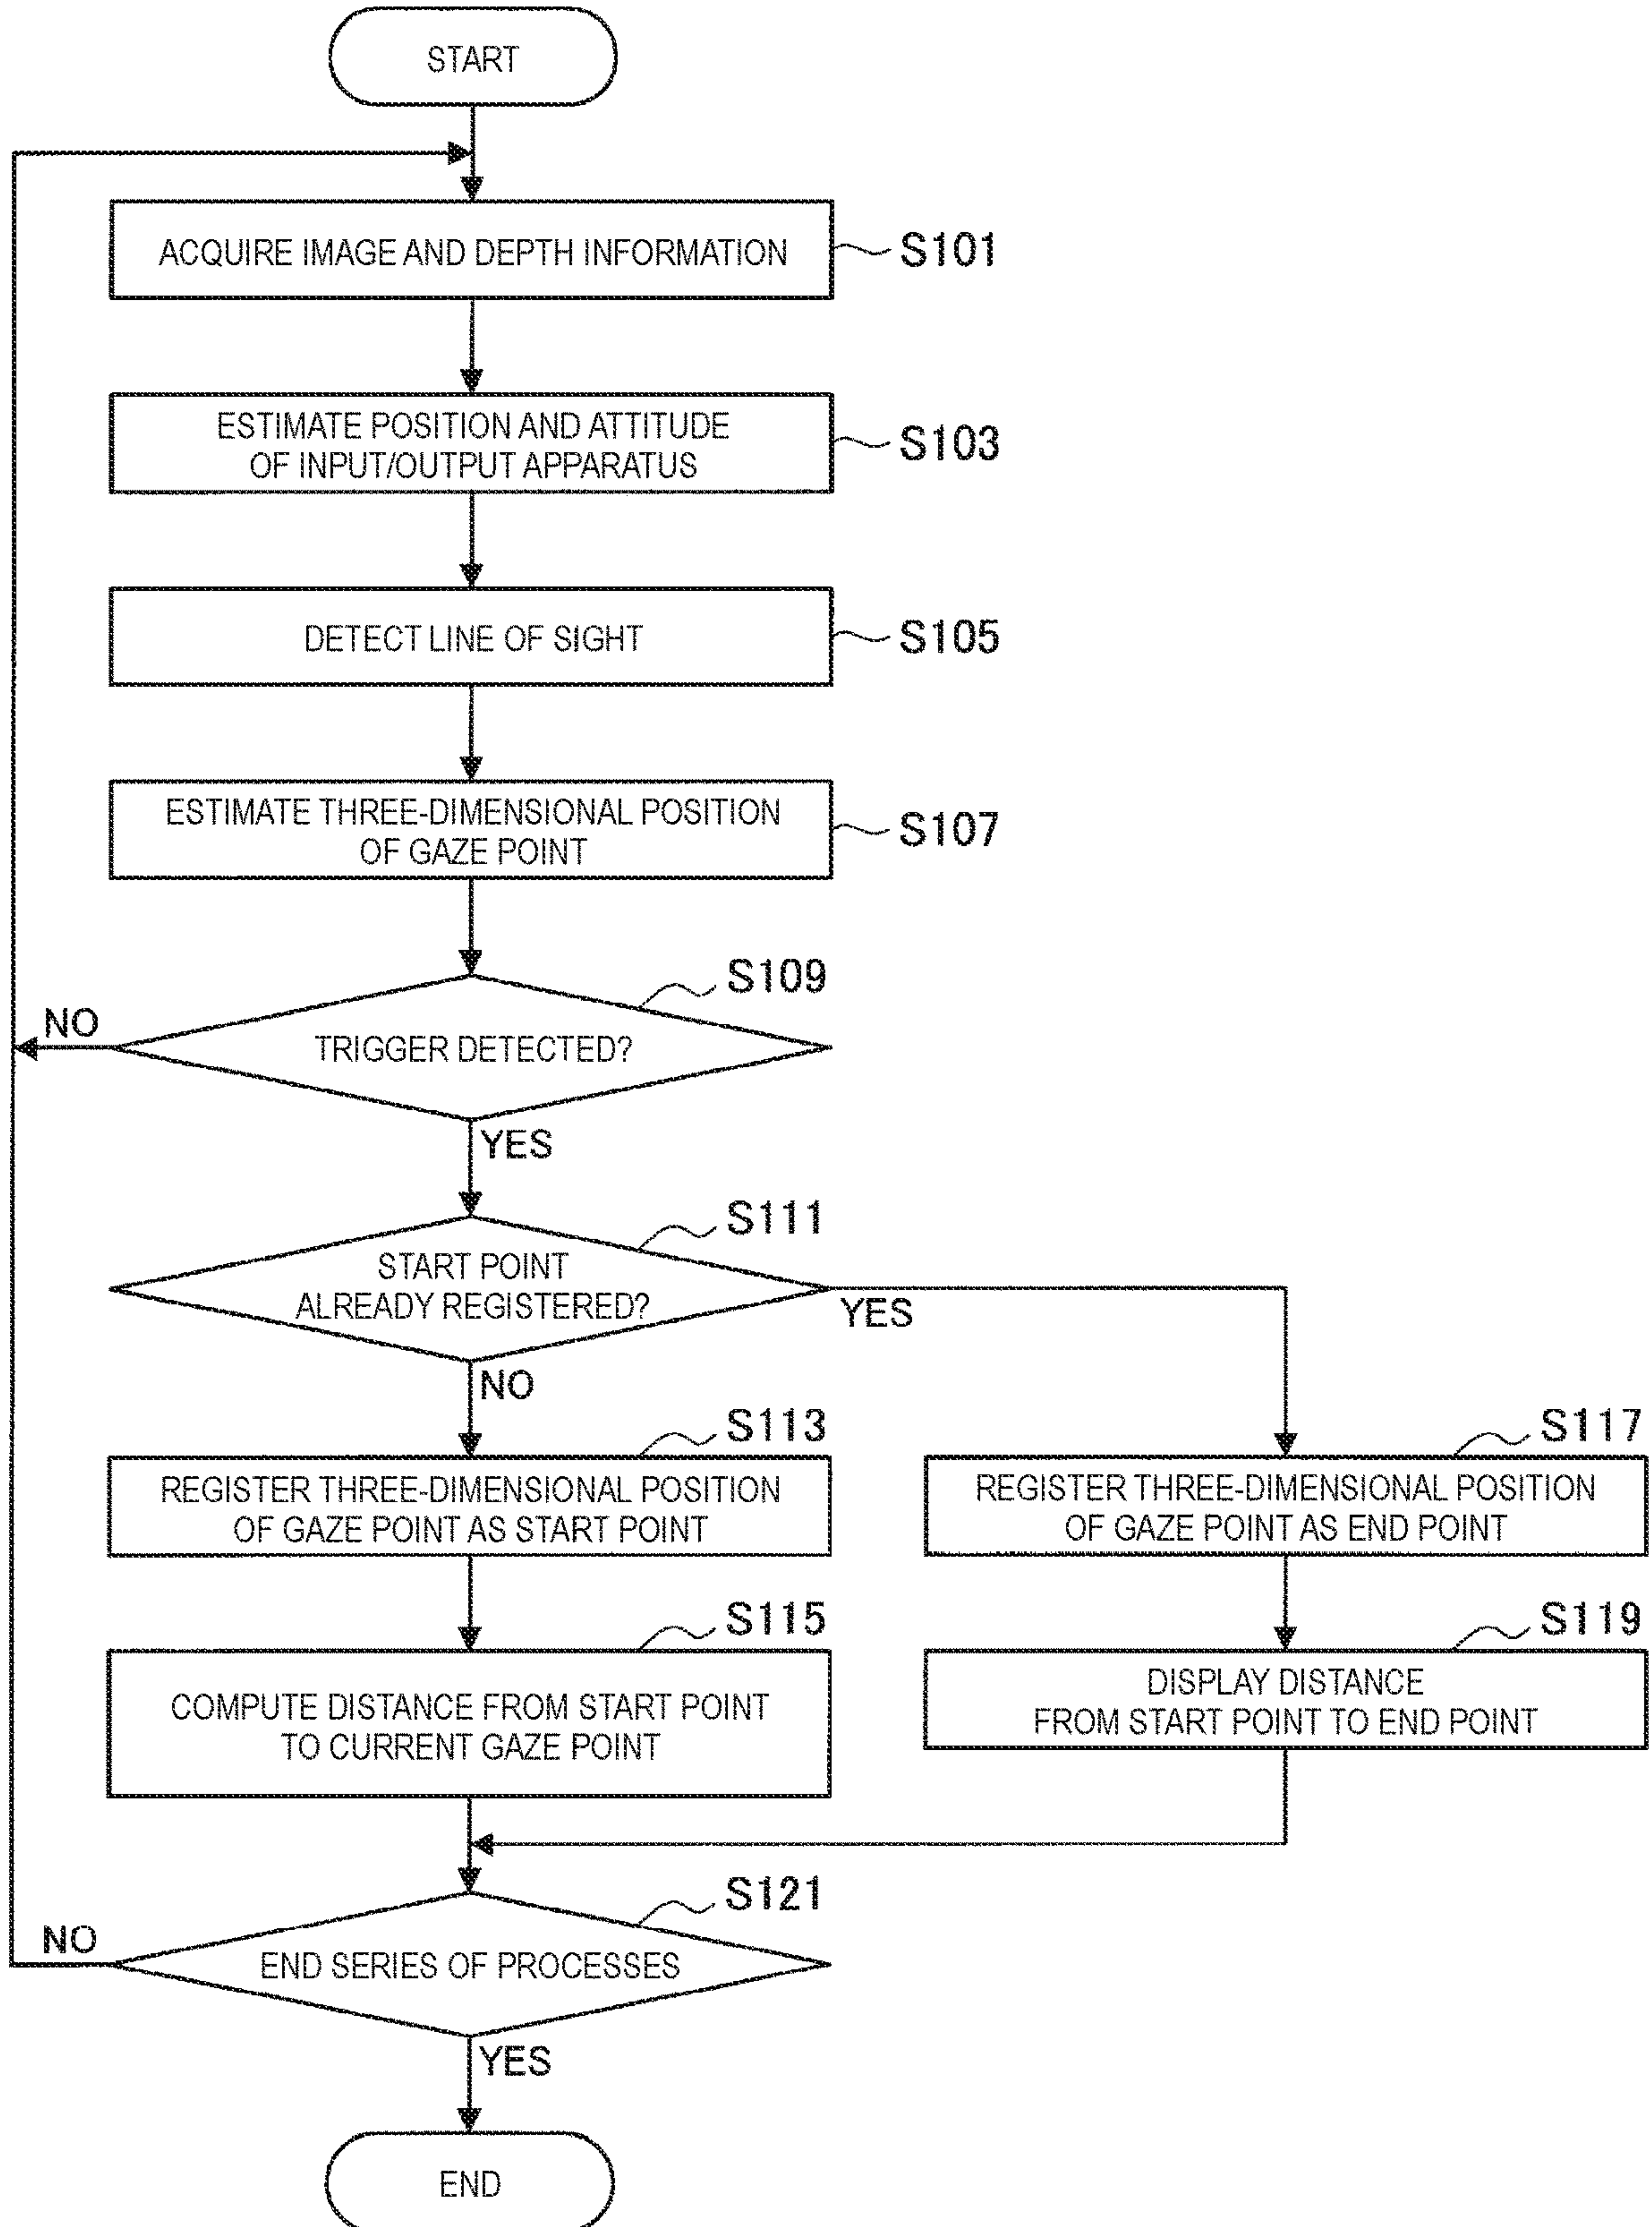 START
ACQUIRE IMAGE AND DEPTH INFORMATION
S101
ESTIMATE POSITION AND ATTITUDE
OF INPUT/OUTPUT APPARATUS
S103
DETECT LINE OF SIGHT
S105
ESTIMATE THREE-DIMENSIONAL POSITION
OF GAZE POINT
S107
S109
NO
TRIGGER DETECTED?
YES
S111
START POINT
ALREADY REGISTERED?
YES
NO
S113
REGISTER THREE-DIMENSIONAL POSITION
OF GAZE POINT AS START POINT
S117
REGISTER THREE-DIMENSIONAL POSITION
OF GAZE POINT AS END POINT
S115
COMPUTE DISTANCE FROM START POINT
TO CURRENT GAZE POINT
S119
DISPLAY DISTANCE
FROM START POINT TO END POINT
S121
NO
END SERIES OF PROCESSES
YES
END